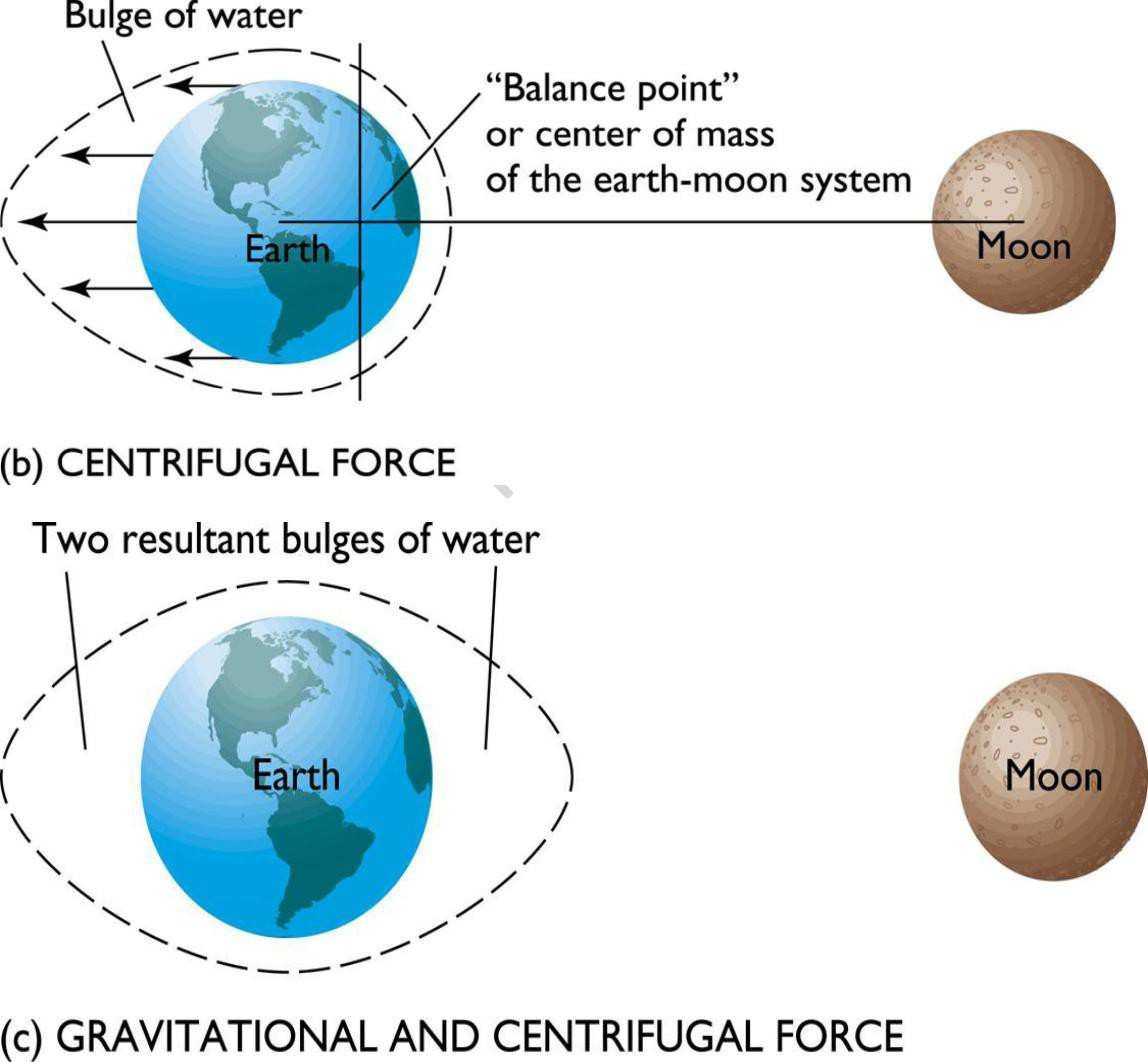 Bulge of water
“Balance point”
or center of mass
of the earth-moon system
Earth
Moon
(b) CENTRIFUGAL FORCE
Two resultant bulges of water
Earth
Moon
(c) GRAVITATIONAL AND CENTRIFUGAL FORCE